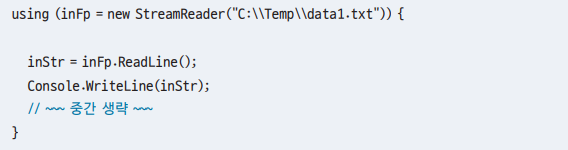 using (inFp = new StreamReader("C:\\Temp\\data1.txt")) {
inStr = inFp.ReadLine();
Console.WriteLine(inStr);
// ~~~ 중간 생략 ~~~
}